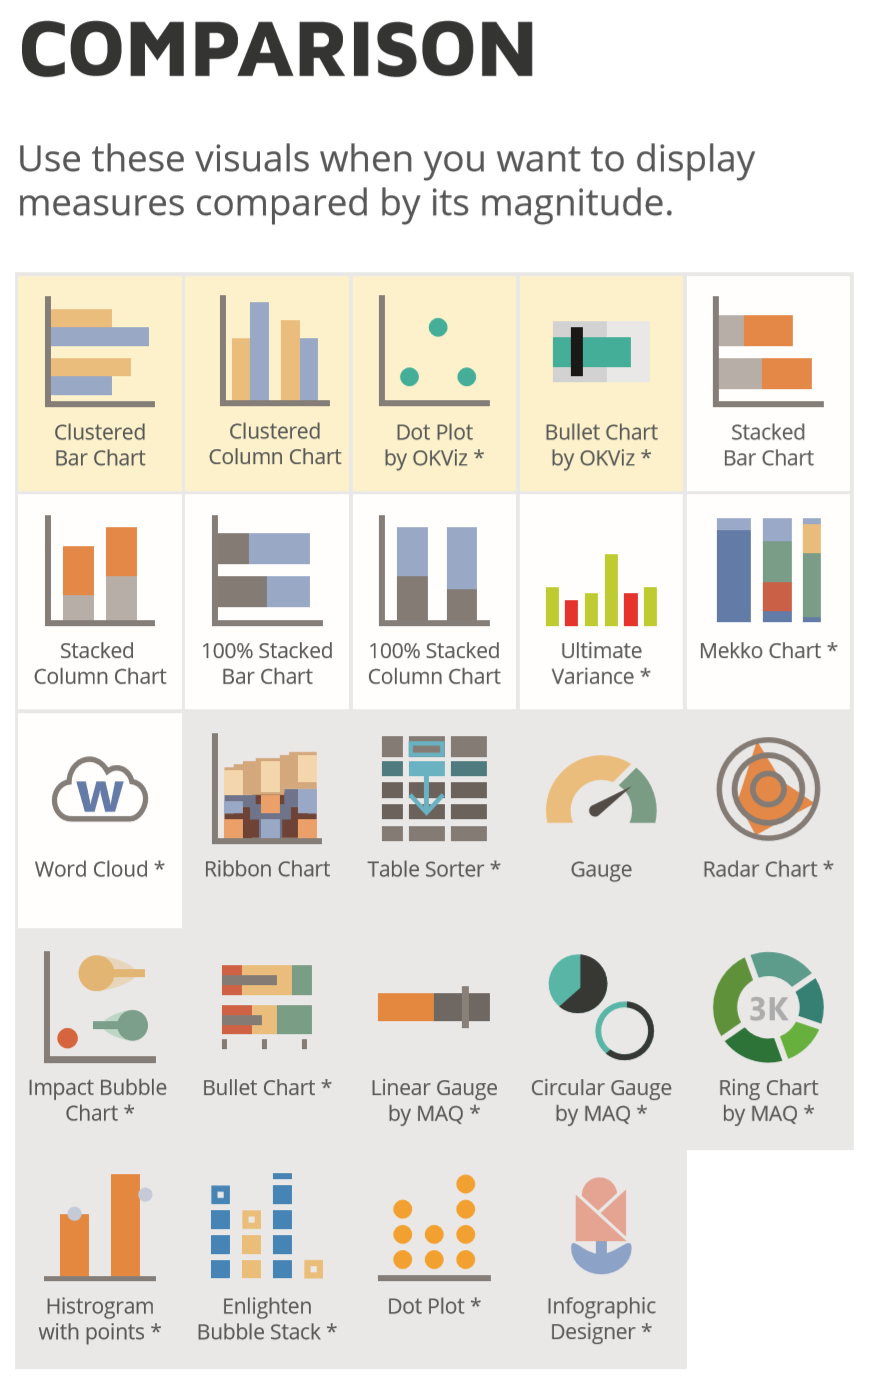 COMPARISON
Use these visuals when you want to display
measures compared by its magnitude.
Clustered
Bar Chart
Clustered
Column Chart
Dot Plot
by OKViz *
Bullet Chart
by OKViz *
Stacked
Bar Chart
Stacked
Column Chart
100% Stacked
Bar Chart
100% Stacked
Column Chart
Ultimate
Variance *
Mekko Chart *
W
Word Cloud *
Ribbon Chart
Table Sorter *
Gauge
Radar Chart *
Impact Bubble
Chart *
Bullet Chart *
Linear Gauge
by MAQ *
Circular Gauge
by MAQ *
3K
Ring Chart
by MAQ *
Histrogram
with points *
Enlighten
Bubble Stack *
Dot Plot *
Infographic
Designer *